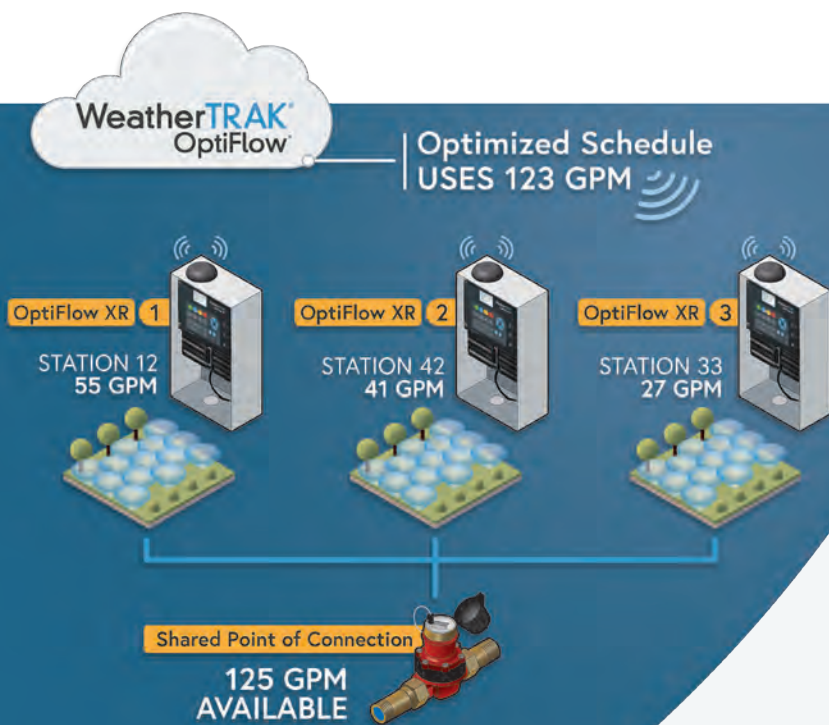 WeatherTRAK®
OptiFlow™
Optimized Schedule
USES 123 GPM
OptiFlow XR 1
STATION 12
55 GPM
OptiFlow XR 2
STATION 42
41 GPM
OptiFlow XR 3
STATION 33
27 GPM
Shared Point of Connection
125 GPM
AVAILABLE